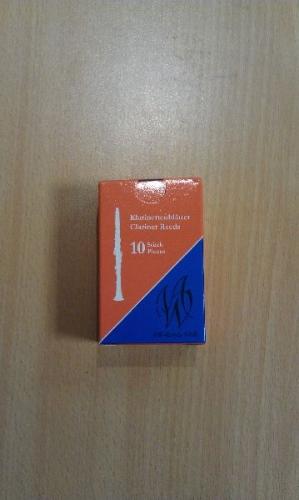 Klarinettenblätter
Clarinet Reeds
10 Stück
Pieces